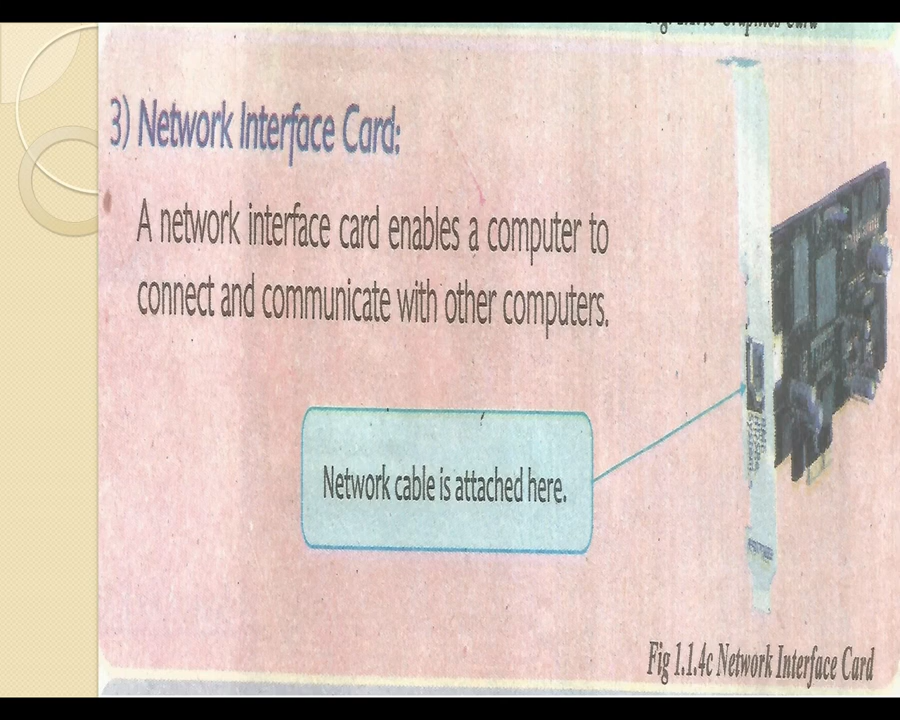 3) Network Interface Card:
A network interface card enables a computer to
connect and communicate with other computers.
Network cable is attached here.
Fig 1.1.4c Network Interface Card